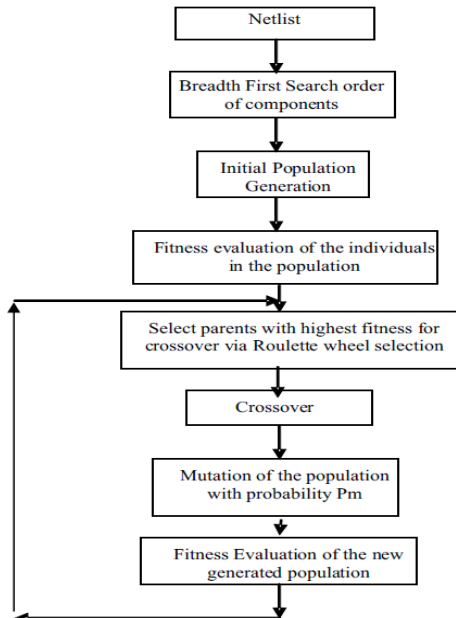 Netlist
Breadth First Search order
of components
Initial Population
Generation
Fitness evaluation of the individuals
in the population
Select parents with highest fitness for
crossover via Roulette wheel selection
Crossover
Mutation of the population
with probability Pm
Fitness Evaluation of the new
generated population